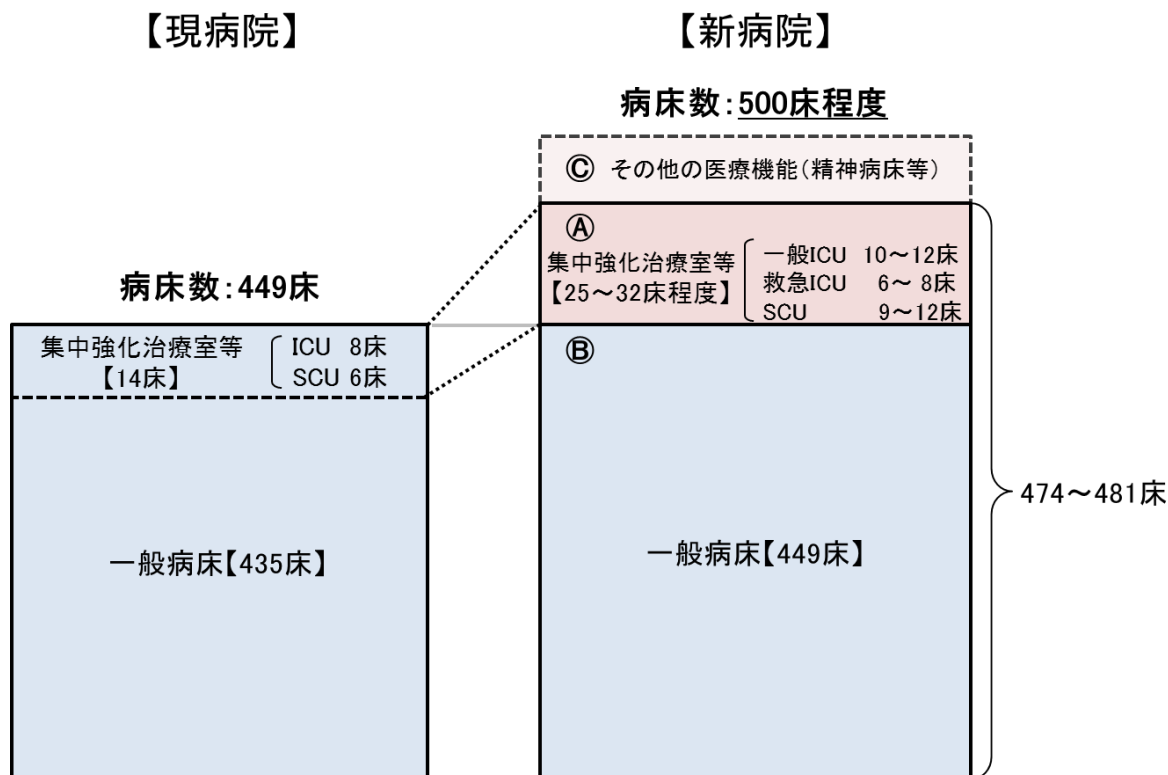 【現病院】
病床数:449床
集中強化治療室等
【14床】
ICU 8床
SCU 6床
一般病床【435床】
【新病院】
病床数:500床程度
Ⓒ その他の医療機能(精神病床等)
Ⓐ
集中強化治療室等
【25~32床程度】
一般ICU 10~12床
救急ICU 6~ 8床
SCU 9~12床
Ⓑ
一般病床【449床】
474~481床